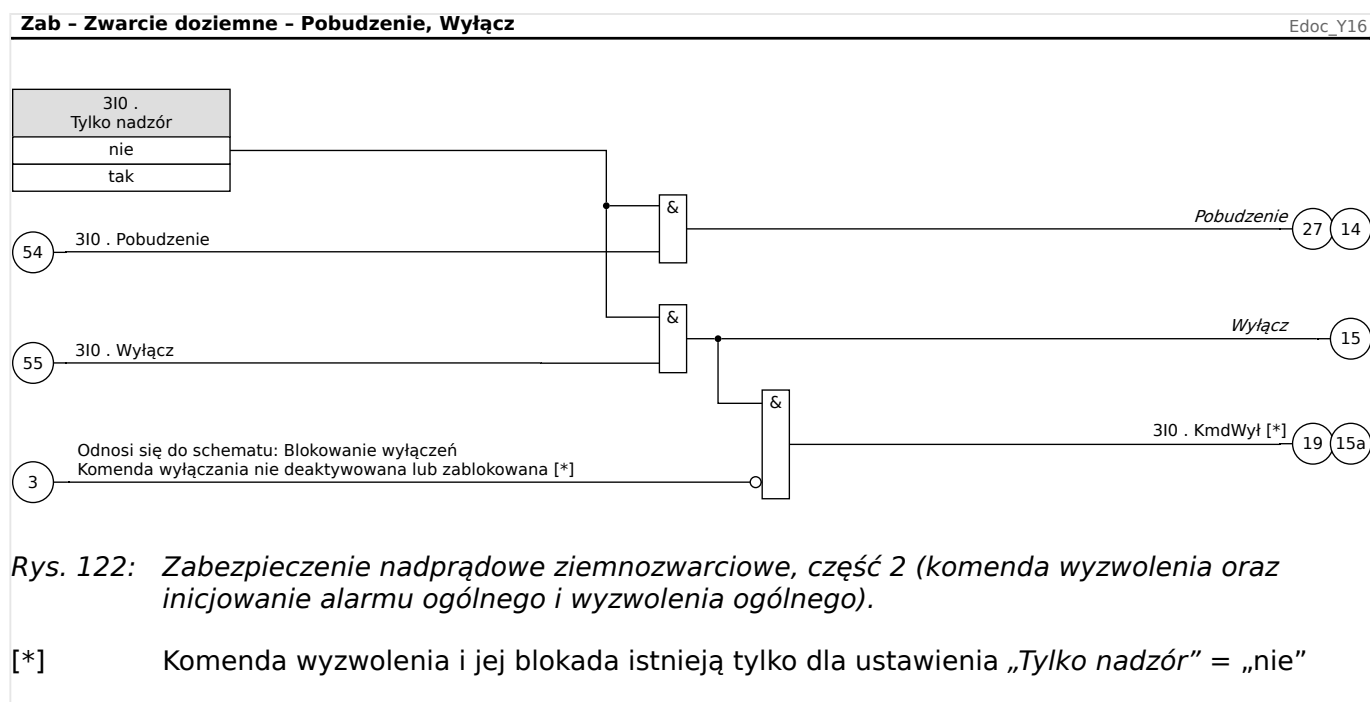 Zab – Zwarcie doziemne – Pobudzenie, Wyłącz
Edoc_Y16
3I0 .
Tylko nadzór
nie
tak
&
Pobudzenie
27
14
54
3I0 . Pobudzenie
&
Wyłącz
15
55
3I0 . Wyłącz
&
3I0 . KmdWył [*]
19
15a
Odnosi się do schematu: Blokowanie wyłączeń
3
Komenda wyłączania nie deaktywowana lub zablokowana [*]
Rys. 122: Zabezpieczenie nadprądowe ziemnozwarciowe, część 2 (komenda wyzwolenia oraz
inicjowanie alarmu ogólnego i wyzwolenia ogólnego).
[*] Komenda wyzwolenia i jej blokada istnieją tylko dla ustawienia „Tylko nadzór” = „nie”